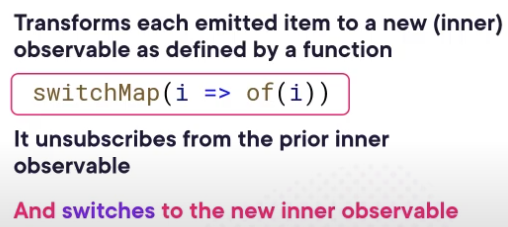 Transforms each emitted item to a new (inner)
observable as defined by a function
switchMap(i => of(i))
It unsubscribes from the prior inner
observable
And switches to the new inner observable